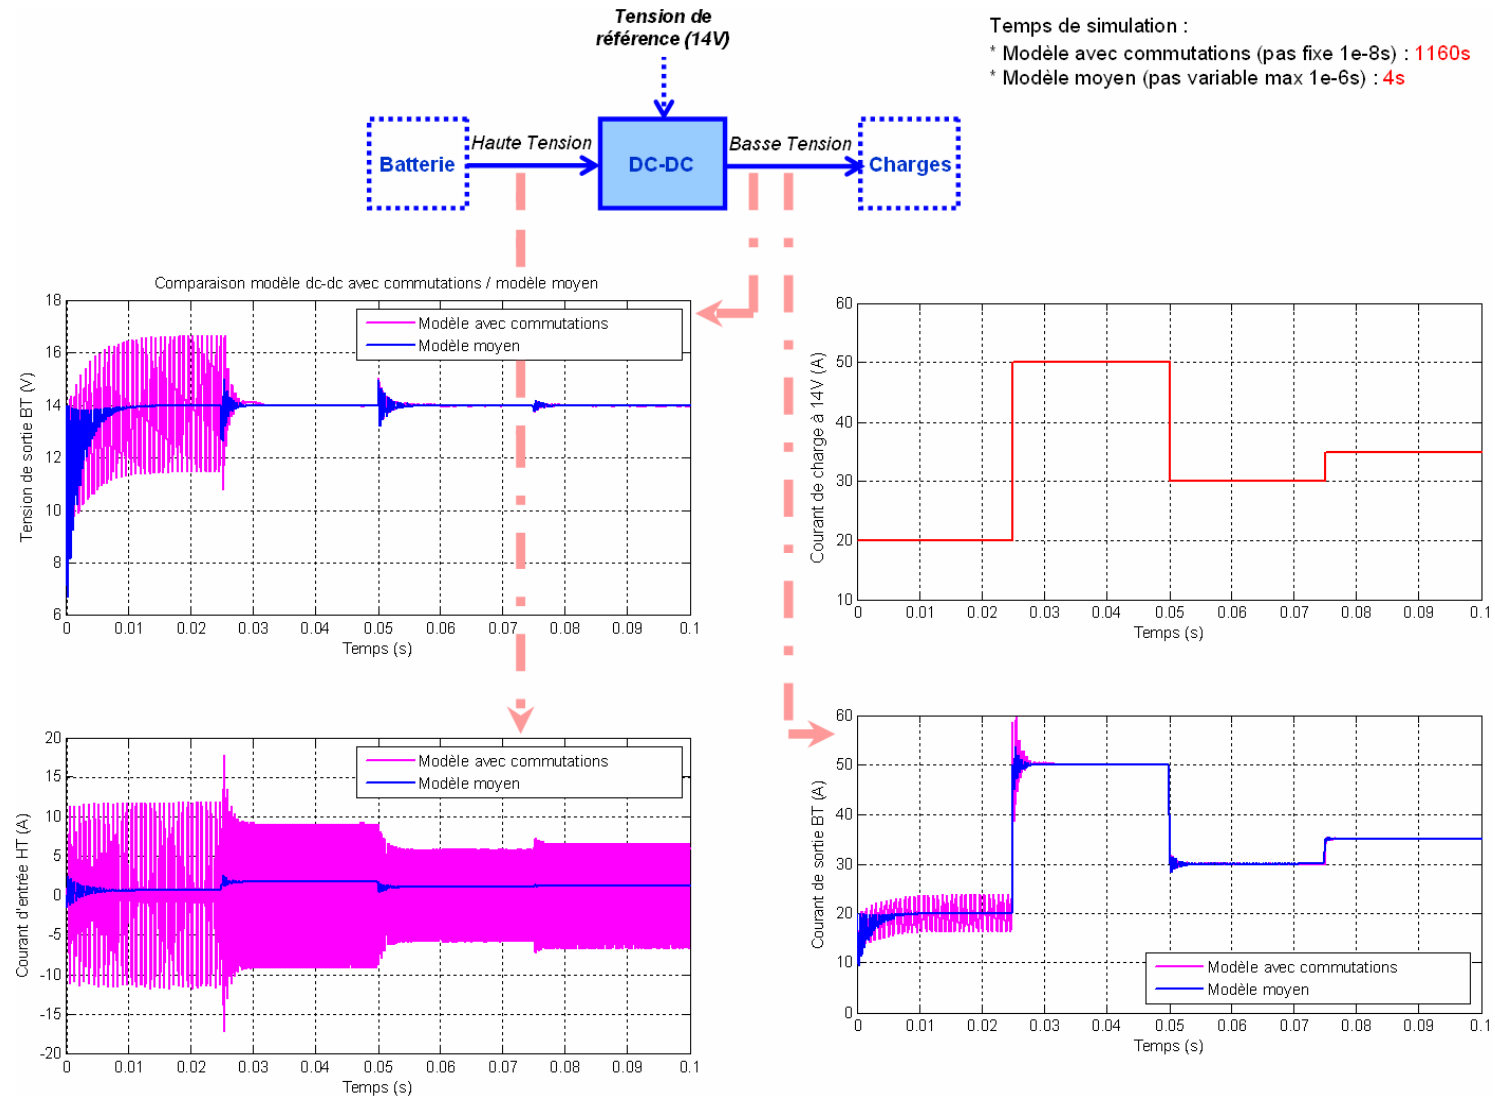 Tension de
référence (14V)
Temps de simulation :
* Modèle avec commutations (pas fixe 1e-8s) : 1160s
* Modèle moyen (pas variable max 1e-6s) : 4s
Batterie
Haute Tension
DC-DC
Basse Tension
Charges
Comparaison modèle dc-dc avec commutations / modèle moyen
Modèle avec commutations
Modèle moyen
Tension de sortie BT (V)
18
16
14
12
10
8
6
0 0.01 0.02 0.03 0.04 0.05 0.06 0.07 0.08 0.09 0.1
Temps (s)
Courant de charge à 14V (A)
60
50
40
30
20
10
0 0.01 0.02 0.03 0.04 0.05 0.06 0.07 0.08 0.09 0.1
Temps (s)
Modèle avec commutations
Modèle moyen
Courant d'entrée HT (A)
20
15
10
5
0
-5
-10
-15
-20
0 0.01 0.02 0.03 0.04 0.05 0.06 0.07 0.08 0.09 0.1
Temps (s)
Courant de sortie BT (A)
60
50
40
30
20
10
0
Modèle avec commutations
Modèle moyen
0 0.01 0.02 0.03 0.04 0.05 0.06 0.07 0.08 0.09 0.1
Temps (s)